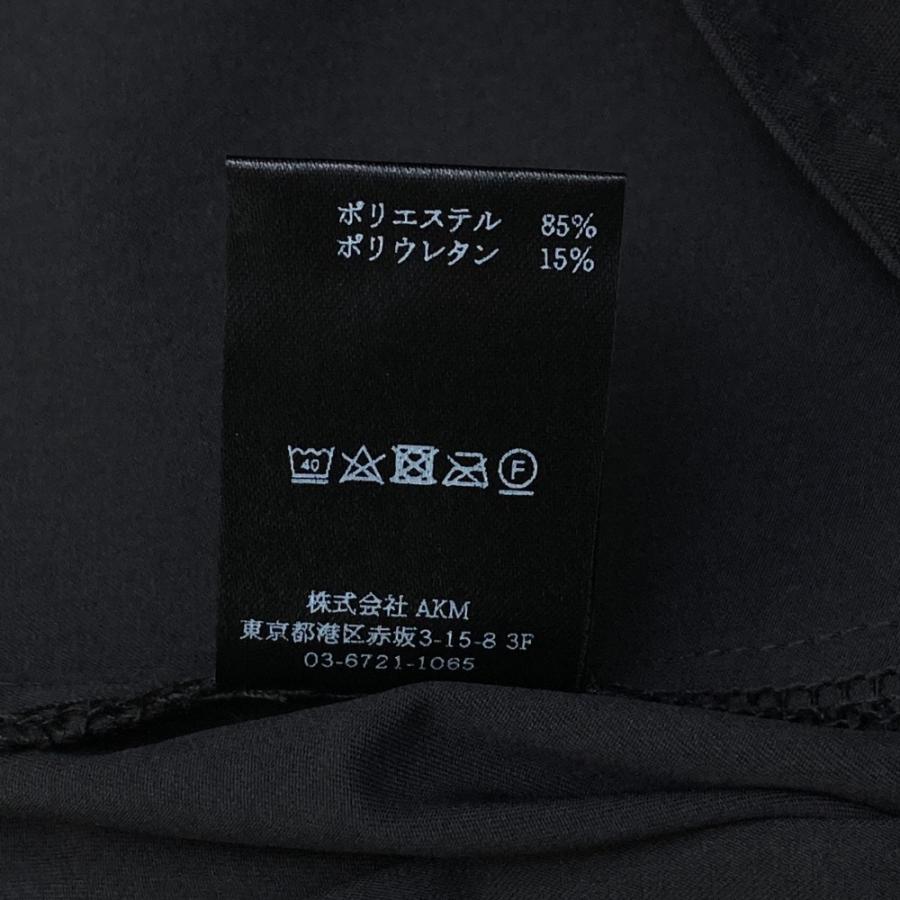 ポリエステル 85%
ポリウレタン 15%
40 F
株式会社 AKM
東京都港区赤坂3-15-8 3F
03-6721-1065